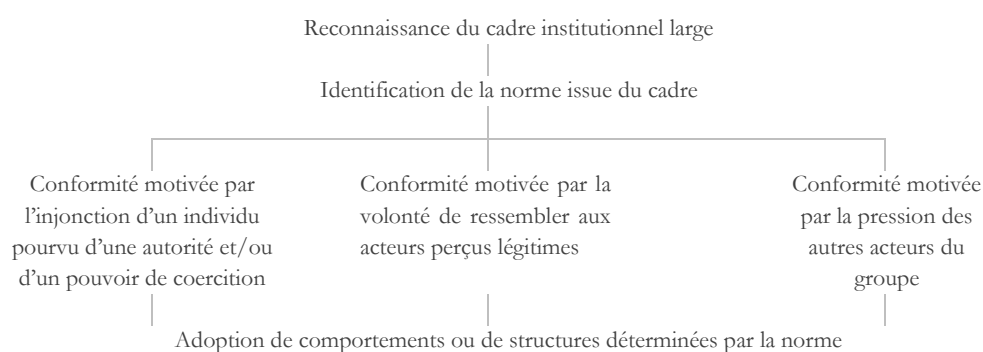 Reconnaissance du cadre institutionnel large
Identification de la norme issue du cadre
Conformité motivée par
l'injonction d'un individu
pourvu d'une autorité et/ou
d'un pouvoir de coercition
Conformité motivée par la
volonté de ressembler aux
acteurs perçus légitimes
Conformité motivée
par la pression des
autres acteurs du
groupe
Adoption de comportements ou de structures déterminées par la norme